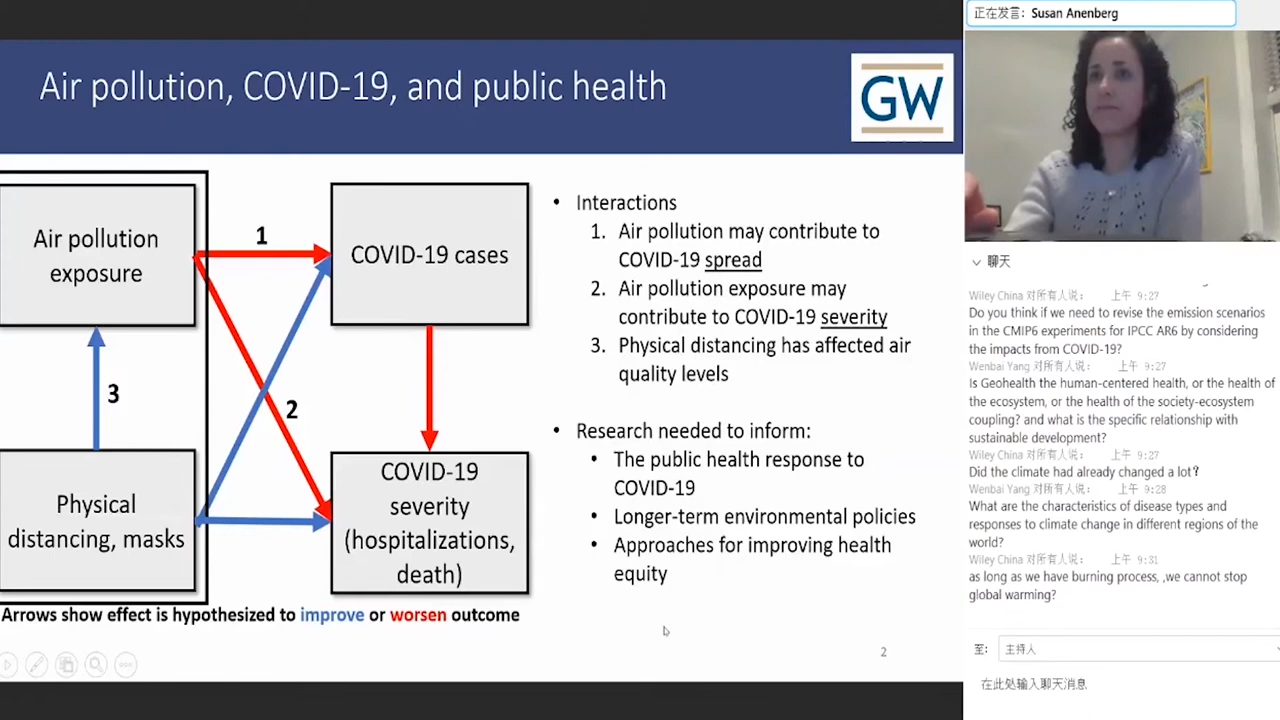 正在发言: Susan Anenberg
Air pollution, COVID-19, and public health
GW
Air pollution
exposure
1
COVID-19 cases
3
2
Physical
distancing, masks
COVID-19
severity
(hospitalizations,
death)
Arrows show effect is hypothesized to improve or worsen outcome
• Interactions
1. Air pollution may contribute to
COVID-19 spread
2. Air pollution exposure may
contribute to COVID-19 severity
3. Physical distancing has affected air
quality levels
• Research needed to inform:
• The public health response to
COVID-19
• Longer-term environmental policies
• Approaches for improving health
equity
2
聊天
Wiley China 对所有人说: 上午 9:27
Do you think if we need to revise the emission scenarios
in the CMIP6 experiments for IPCC AR6 by considering
the impacts from COVID-19?
Wenbai Yang 对所有人说: 上午 9:27
Is Geohealth the human-centered health, or the health of
the ecosystem, or the health of the society-ecosystem
coupling? and what is the specific relationship with
sustainable development?
Wiley China 对所有人说: 上午 9:27
Did the climate had already changed a lot?
Wenbai Yang 对所有人说: 上午 9:28
What are the characteristics of disease types and
responses to climate change in different regions of the
world?
Wiley China 对所有人说: 上午 9:31
as long as we have burning process, ,we cannot stop
global warming?
至: 主持人
在此处输入聊天消息